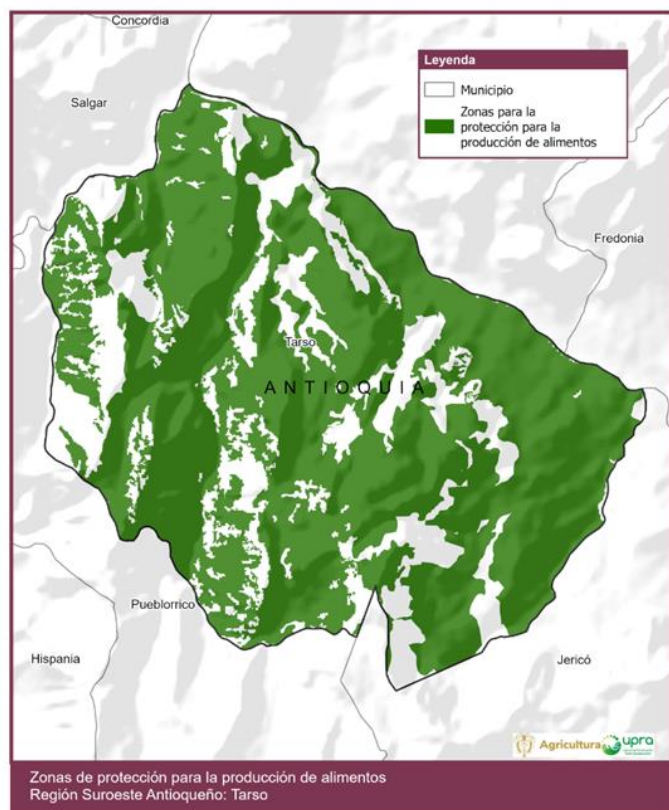 Concordia
Leyenda
Municipio
Zonas para la
protección para la
producción de alimentos
Salgar
Fredonia
Tarso
ANTIOQUIA
Pueblorrico
Hispania
Jericó
Agricultura
upra
Zonas de protección para la producción de alimentos
Región Suroeste Antioqueño: Tarso